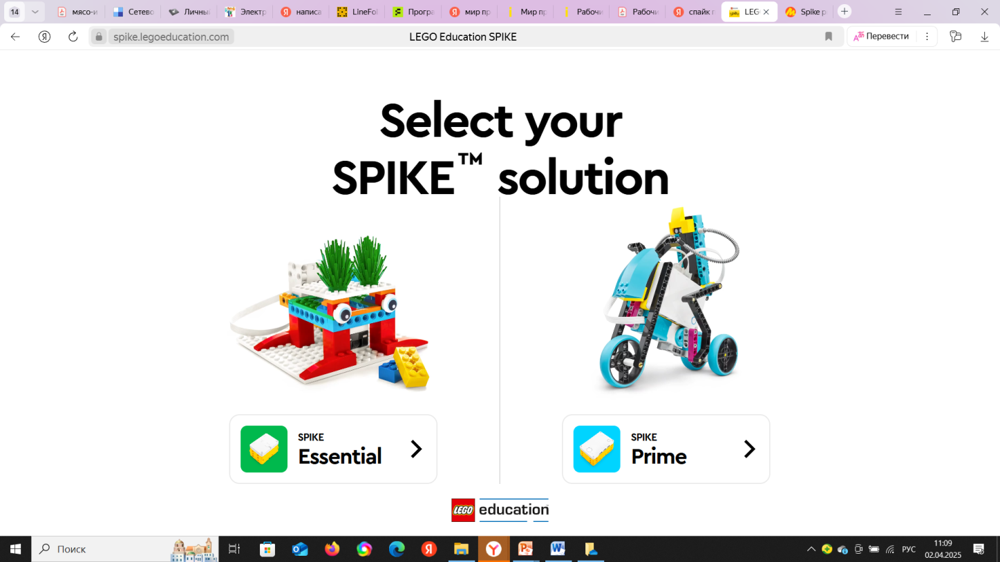 14
мясо-и
Сетево
Личны
Электр
написа
LineFol
Програ
мир пр
Мир пр
Рабочи
Рабочи
спайк п
LEG
Spike p
spike.legoeducation.com
LEGO Education SPIKE
Перевести
Select your
SPIKE™ solution
SPIKE
Essential
SPIKE
Prime
LEGO education
Поиск
РУС
11:09
02.04.2025